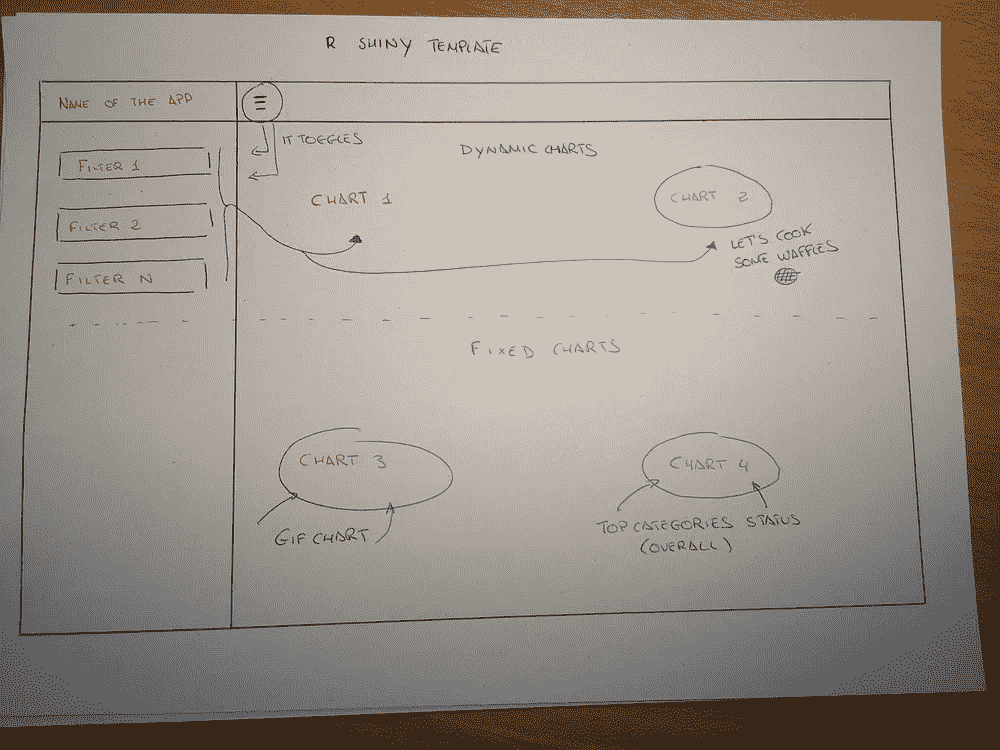 R SHINY TEMPLATE
NAME OF THE APP
IT TOGGLES
DYNAMIC CHARTS
FILTER 1
FILTER 2
FILTER N
CHART 1
CHART 2
LET'S COOK
SOME WAFFLES
FIXED CHARTS
CHART 3
GIF CHART
CHART 4
TOP CATEGORIES STATUS
(OVERALL)